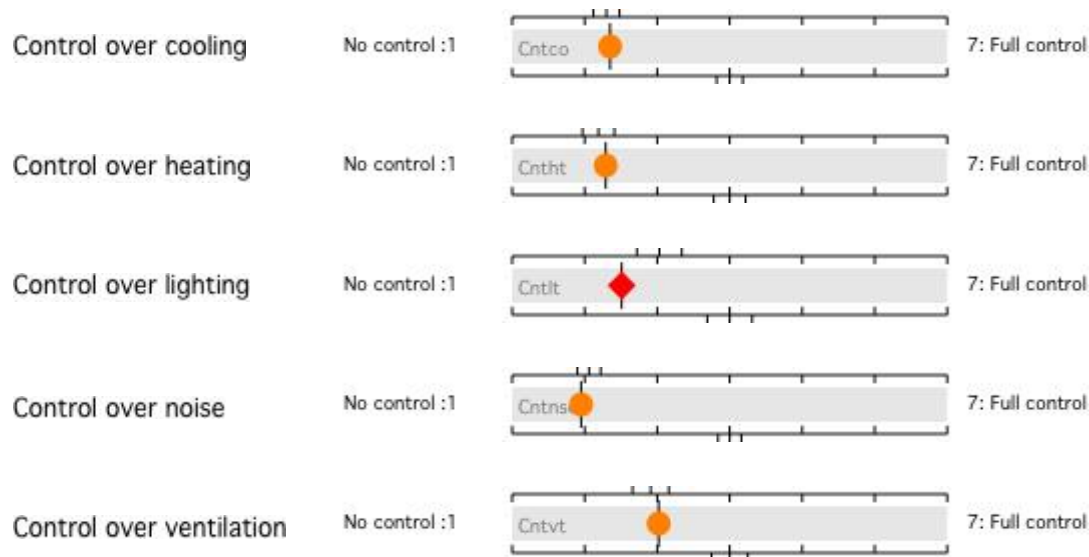 Control over cooling No control :1 Cntco 7: Full control
Control over heating No control :1 Cntht 7: Full control
Control over lighting No control :1 Cntlt 7: Full control
Control over noise No control :1 Cntns 7: Full control
Control over ventilation No control :1 Cntvt 7: Full control